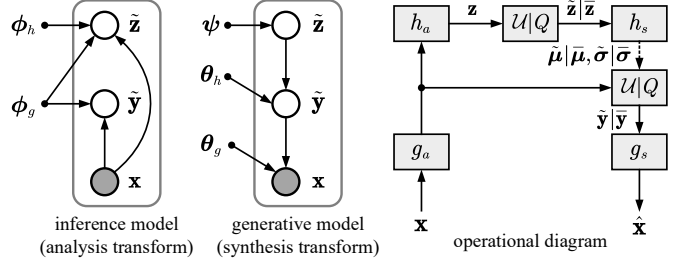 ϕ_h
z̃
ϕ_g
ỹ
x
inference model
(analysis transform)
ψ
z̃
θ_h
ỹ
θ_g
x
generative model
(synthesis transform)
h_a
z
𝒰|Q
z̃|z̄
h_s
μ̃|μ̄, σ̃|σ̄
𝒰|Q
ỹ|ȳ
g_a
g_s
x
x̂
operational diagram